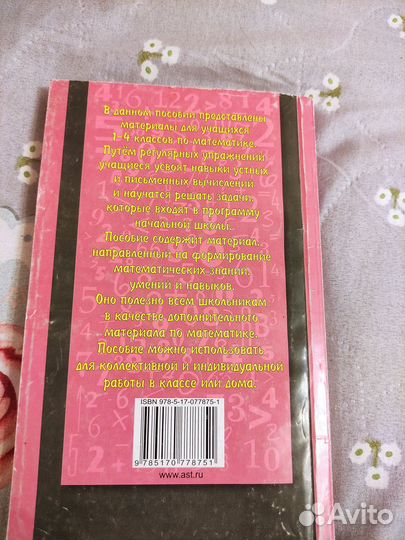 В данном пособии представлены
материалы для учащихся
1-4 классов по математике.
Путём регулярных упражнений
учащиеся усвоят навыки устных
и письменных вычислений
и научатся решать задачи,
которые входят в программу
начальной школы.
Пособие содержит материал,
направленный на формирование
математических знаний,
умений и навыков.
Оно полезно всем школьникам
в качестве дополнительного
материала по математике.
Пособие можно использовать
для коллективной и индивидуальной
работы в классе или дома.
ISBN 978-5-17-077875-1
9 785170 778751
www.ast.ru
Avito